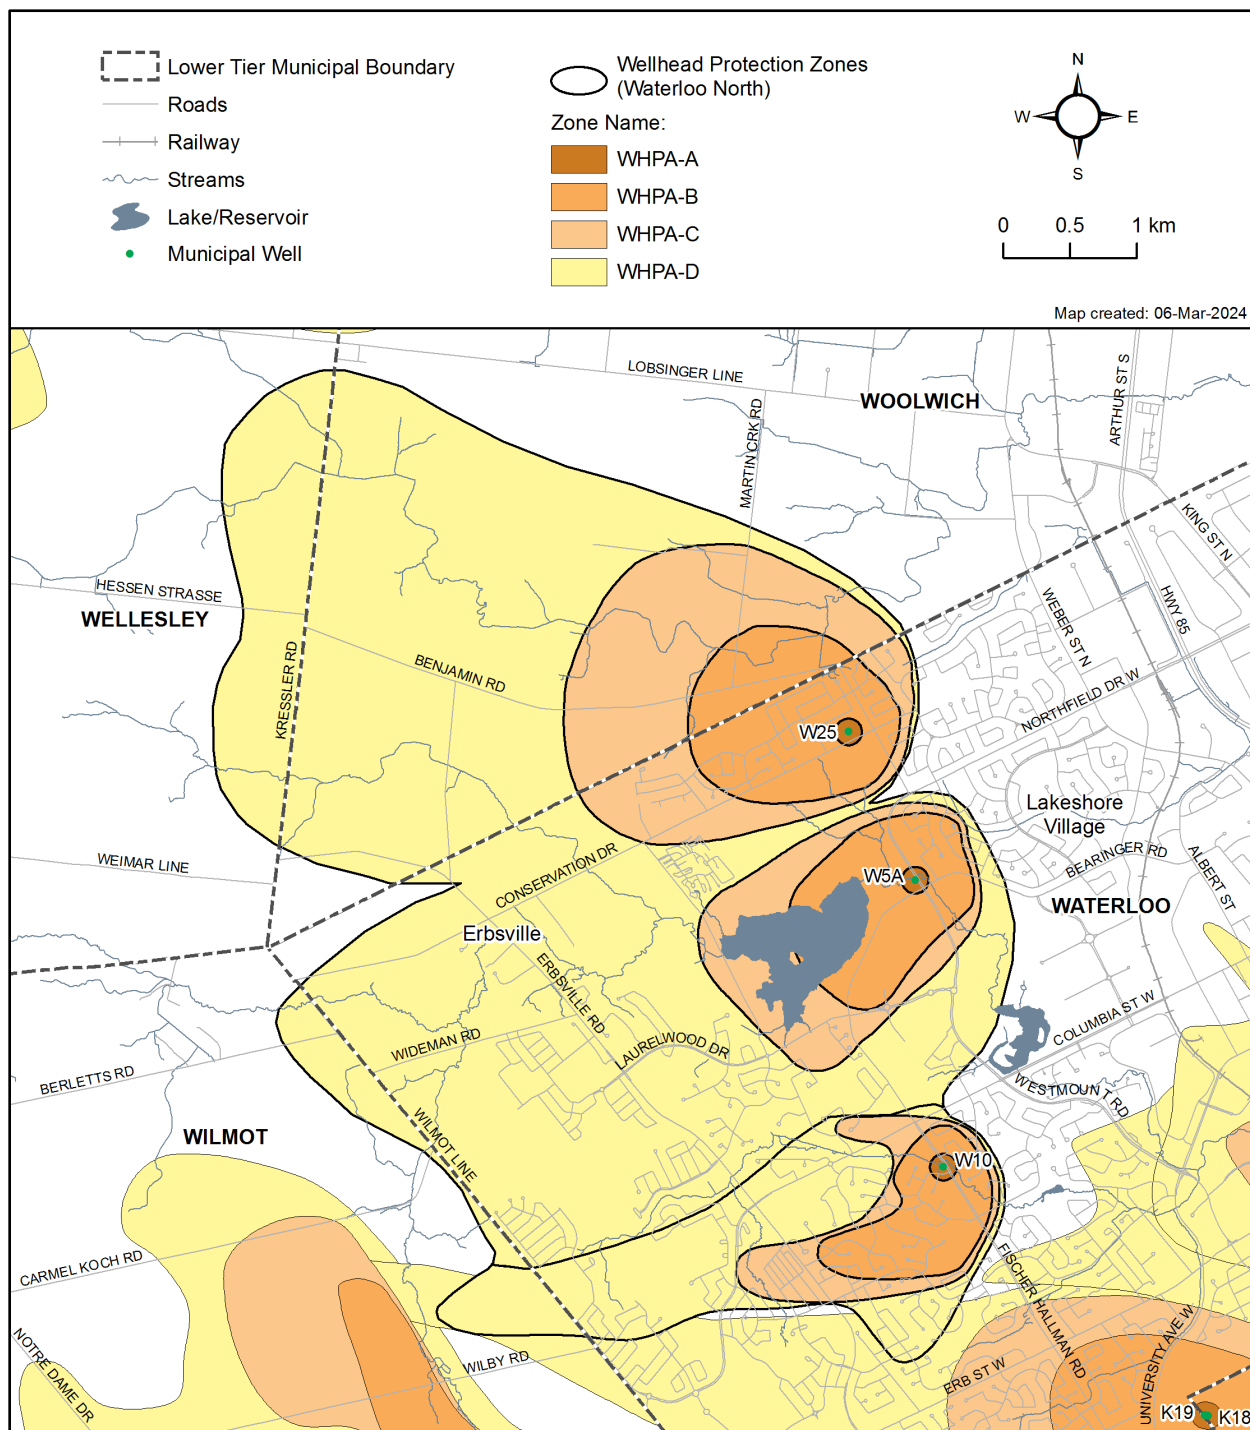 Lower Tier Municipal Boundary
Roads
Railway
Streams
Lake/Reservoir
Municipal Well
Wellhead Protection Zones
(Waterloo North)
Zone Name:
WHPA-A
WHPA-B
WHPA-C
WHPA-D
N
W
E
S
0 0.5 1 km
Map created: 06-Mar-2024
LOBSINGER LINE
WOOLWICH
ARTHUR ST S
MARTIN CRK RD
KING ST N
HESSEN STRASSE
WELLESLEY
HWY 85
WEBER ST N
KRESSLER RD
BENJAMIN RD
NORTHFIELD DR W
W25
Lakeshore
Village
WEIMAR LINE
CONSERVATION DR
BEARINGER RD
ALBERT ST
W5A
WATERLOO
Erbsville
ERBSVILLE RD
COLUMBIA ST W
WIDEMAN RD
LAURELWOOD DR
BERLETTS RD
WESTMOUNT RD
WILMOT
WILMOT LINE
W10
CARMEL KOCH RD
FISCHER HALLMAN RD
NOTRE DAME DR
WILBY RD
ERB ST W
UNIVERSITY AVE W
K19
K18